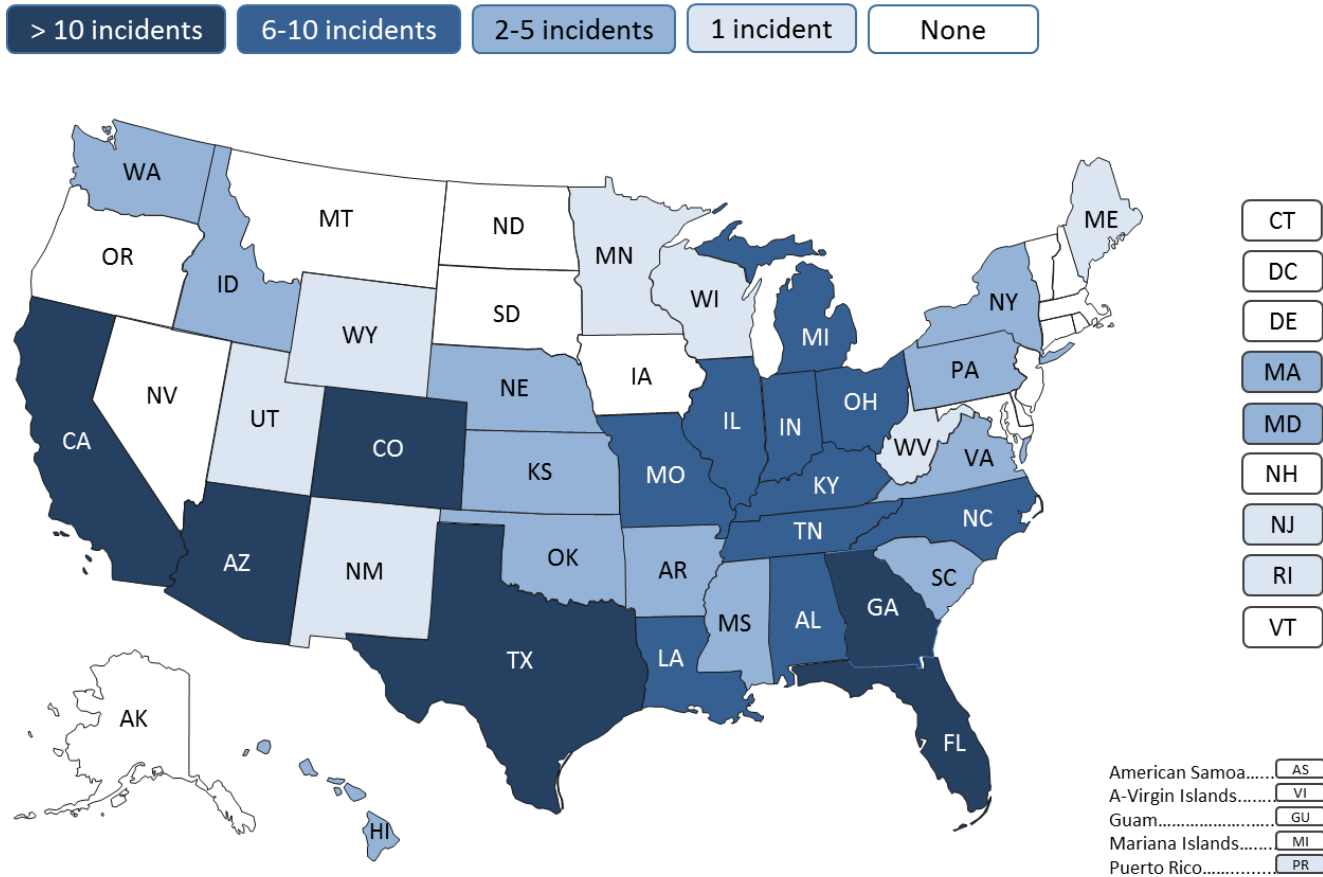 > 10 incidents 6-10 incidents 2-5 incidents 1 incident None
WA
MT
ND
MN
ME
OR
ID
SD
WI
NY
WY
MI
NV
NE
IA
PA
UT
IL
IN
OH
CA
CO
KS
MO
WV
VA
KY
AZ
NM
OK
AR
TN
NC
SC
MS
AL
GA
TX
LA
AK
FL
HI
CT
DC
DE
MA
MD
NH
NJ
RI
VT
American Samoa...... AS
A-Virgin Islands........ VI
Guam........................ GU
Mariana Islands........ MI
Puerto Rico.............. PR